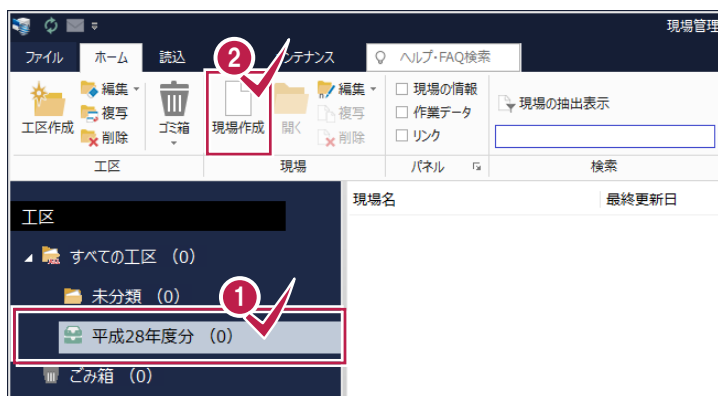 現場管理
ファイル ホーム 読込 ンテナンス ヘルプ・FAQ検索
2
工区作成 編集 複写 削除 ゴミ箱 現場作成 開く 編集 複写 削除
現場の情報
作業データ
リンク
現場の抽出表示
工区 現場 パネル 検索
工区
現場名 最終更新日
すべての工区 (0)
未分類 (0)
1
平成28年度分 (0)
ごみ箱 (0)